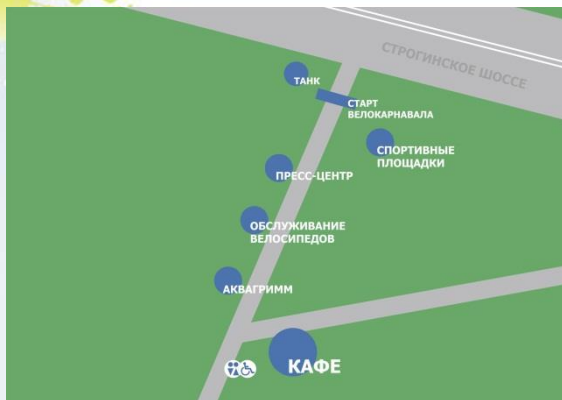 СТРОГИНСКОЕ ШОССЕ
ТАНК
СТАРТ
ВЕЛОКАРНАВАЛА
СПОРТИВНЫЕ
ПЛОЩАДКИ
ПРЕСС-ЦЕНТР
ОБСЛУЖИВАНИЕ
ВЕЛОСИПЕДОВ
АКВАГРИММ
КАФЕ